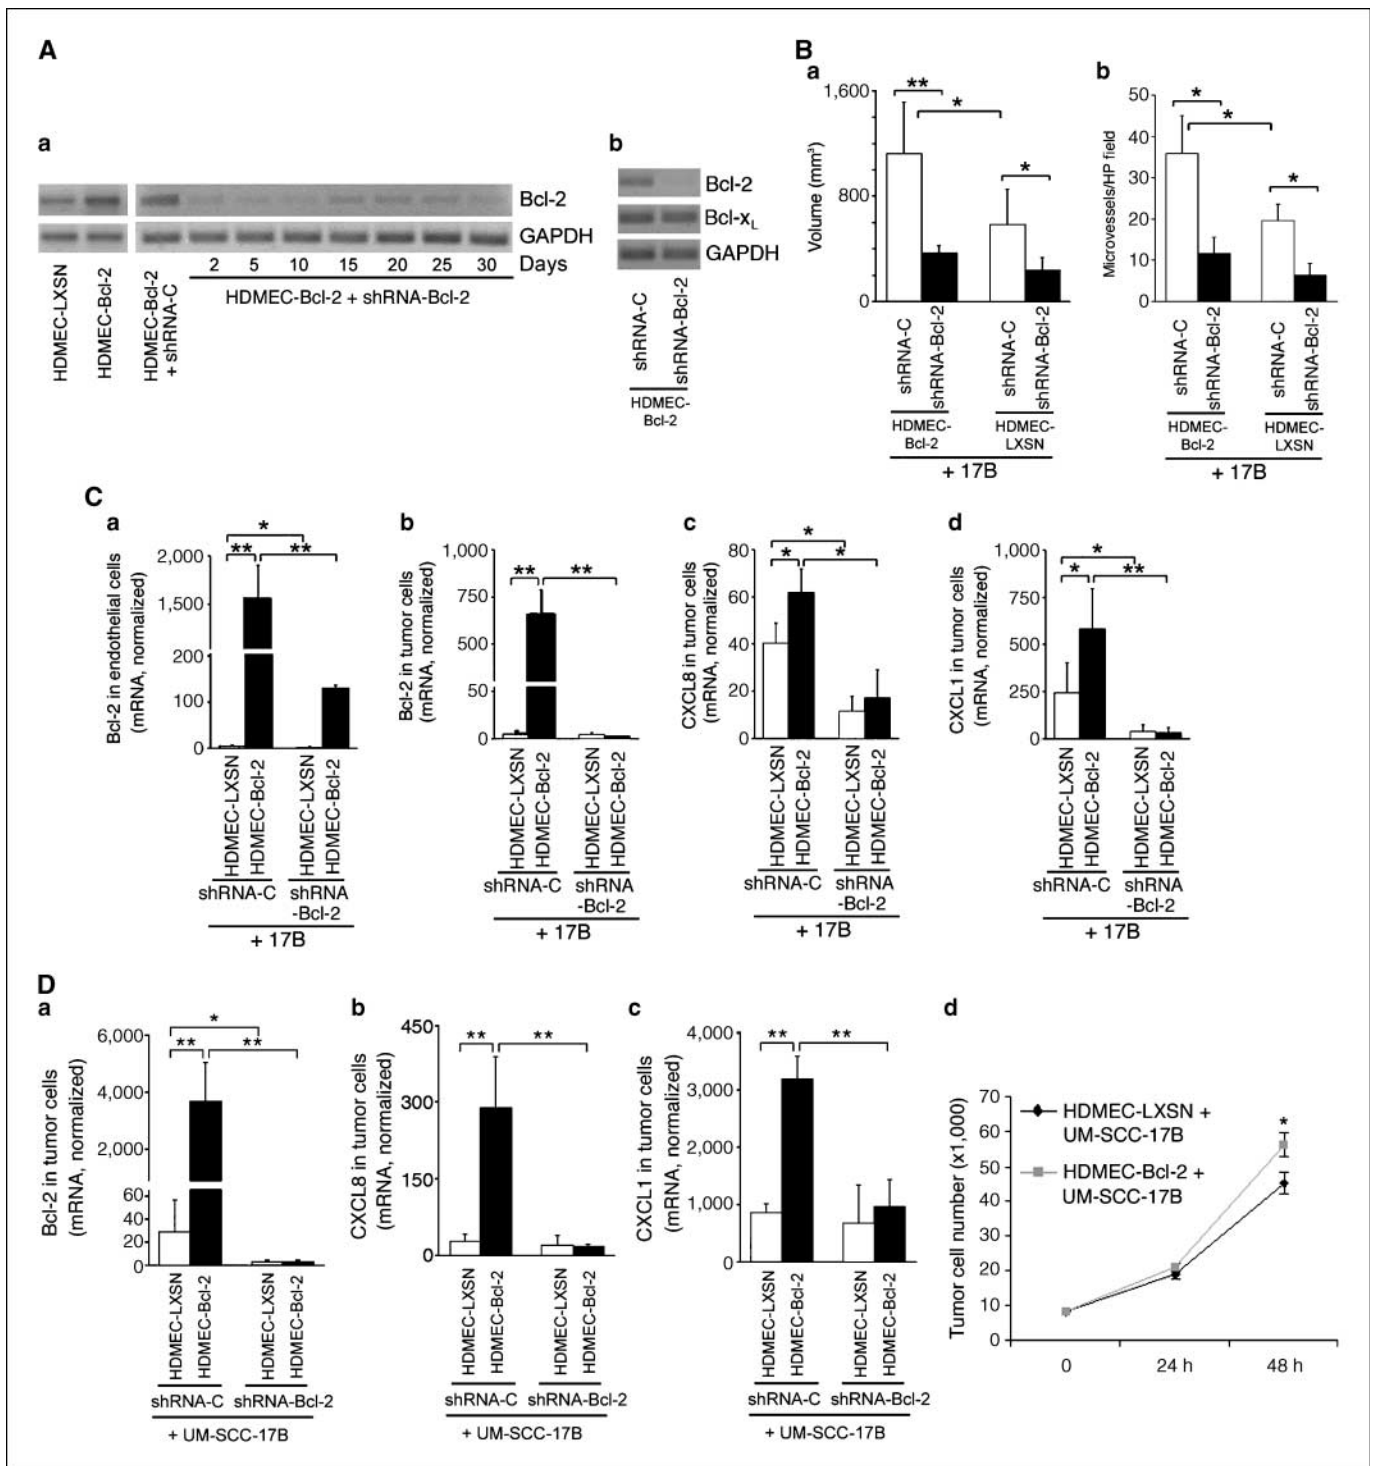 A
a
Bcl-2
GAPDH
2 5 10 15 20 25 30 Days
HDMEC-LXSN
HDMEC-Bcl-2
HDMEC-Bcl-2
+ shRNA-C
HDMEC-Bcl-2 + shRNA-Bcl-2
b
Bcl-2
Bcl-xL
GAPDH
shRNA-C
shRNA-Bcl-2
HDMEC-
Bcl-2
B
a
Volume (mm³)
1,600
800
0
**
*
*
shRNA-C
shRNA-Bcl-2
shRNA-C
shRNA-Bcl-2
HDMEC-
Bcl-2
HDMEC-
LXSN
+ 17B
b
Microvessels/HP field
50
40
30
20
10
0
*
*
*
shRNA-C
shRNA-Bcl-2
shRNA-C
shRNA-Bcl-2
HDMEC-
Bcl-2
HDMEC-
LXSN
+ 17B
C
a
Bcl-2 in endothelial cells
(mRNA, normalized)
2,000
1,500
200
100
0
*
**
**
HDMEC-LXSN
HDMEC-Bcl-2
HDMEC-LXSN
HDMEC-Bcl-2
shRNA-C
shRNA
-Bcl-2
+ 17B
b
Bcl-2 in tumor cells
(mRNA, normalized)
1,000
750
500
50
0
**
**
HDMEC-LXSN
HDMEC-Bcl-2
HDMEC-LXSN
HDMEC-Bcl-2
shRNA-C
shRNA
-Bcl-2
+ 17B
c
CXCL8 in tumor cells
(mRNA, normalized)
80
60
40
20
0
*
*
*
HDMEC-LXSN
HDMEC-Bcl-2
HDMEC-LXSN
HDMEC-Bcl-2
shRNA-C
shRNA
-Bcl-2
+ 17B
d
CXCL1 in tumor cells
(mRNA, normalized)
1,000
750
500
250
0
*
*
**
HDMEC-LXSN
HDMEC-Bcl-2
HDMEC-LXSN
HDMEC-Bcl-2
shRNA-C
shRNA
-Bcl-2
+ 17B
D
a
Bcl-2 in tumor cells
(mRNA, normalized)
6,000
4,000
2,000
60
40
20
0
*
**
**
HDMEC-LXSN
HDMEC-Bcl-2
HDMEC-LXSN
HDMEC-Bcl-2
shRNA-C
shRNA-Bcl-2
+ UM-SCC-17B
b
CXCL8 in tumor cells
(mRNA, normalized)
450
300
150
0
**
**
HDMEC-LXSN
HDMEC-Bcl-2
HDMEC-LXSN
HDMEC-Bcl-2
shRNA-C
shRNA-Bcl-2
+ UM-SCC-17B
c
CXCL1 in tumor cells
(mRNA, normalized)
4,000
3,000
2,000
1,000
0
**
**
HDMEC-LXSN
HDMEC-Bcl-2
HDMEC-LXSN
HDMEC-Bcl-2
shRNA-C
shRNA-Bcl-2
+ UM-SCC-17B
d
Tumor cell number (x1,000)
70
60
50
40
30
20
10
0
HDMEC-LXSN +
UM-SCC-17B
HDMEC-Bcl-2 +
UM-SCC-17B
*
0 24 h 48 h